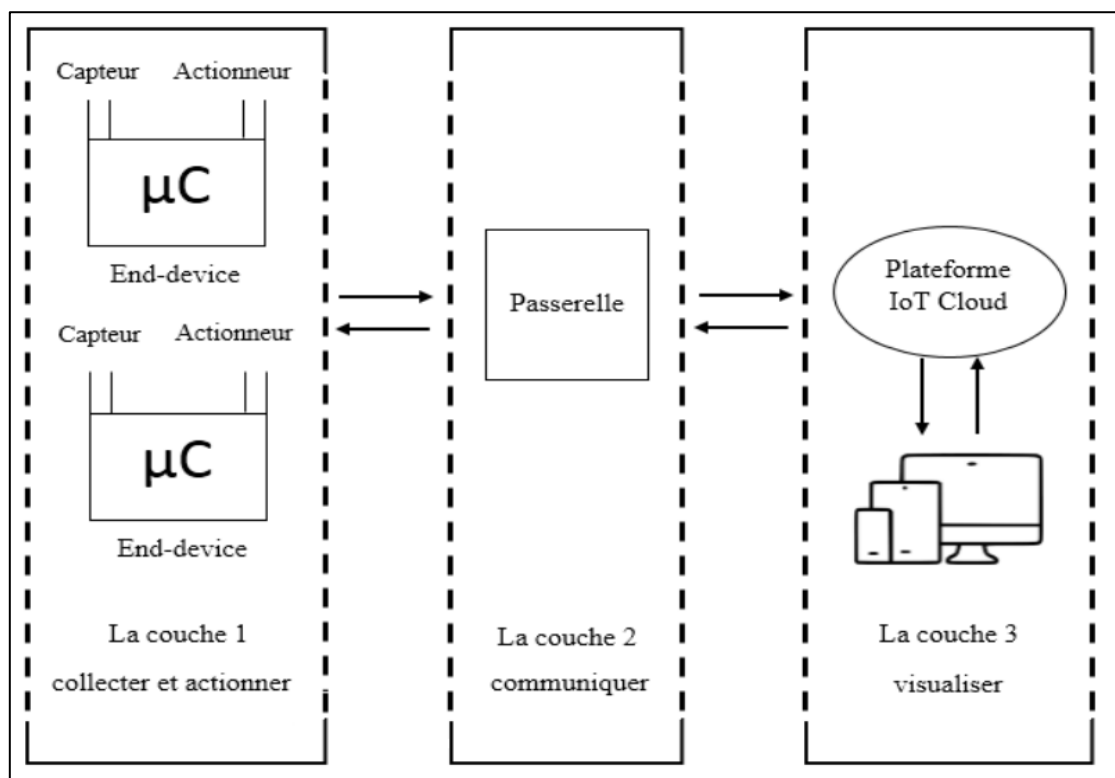 Capteur Actionneur
µC
End-device
Capteur Actionneur
µC
End-device
La couche 1
collecter et actionner
Passerelle
La couche 2
communiquer
Plateforme
IoT Cloud
La couche 3
visualiser